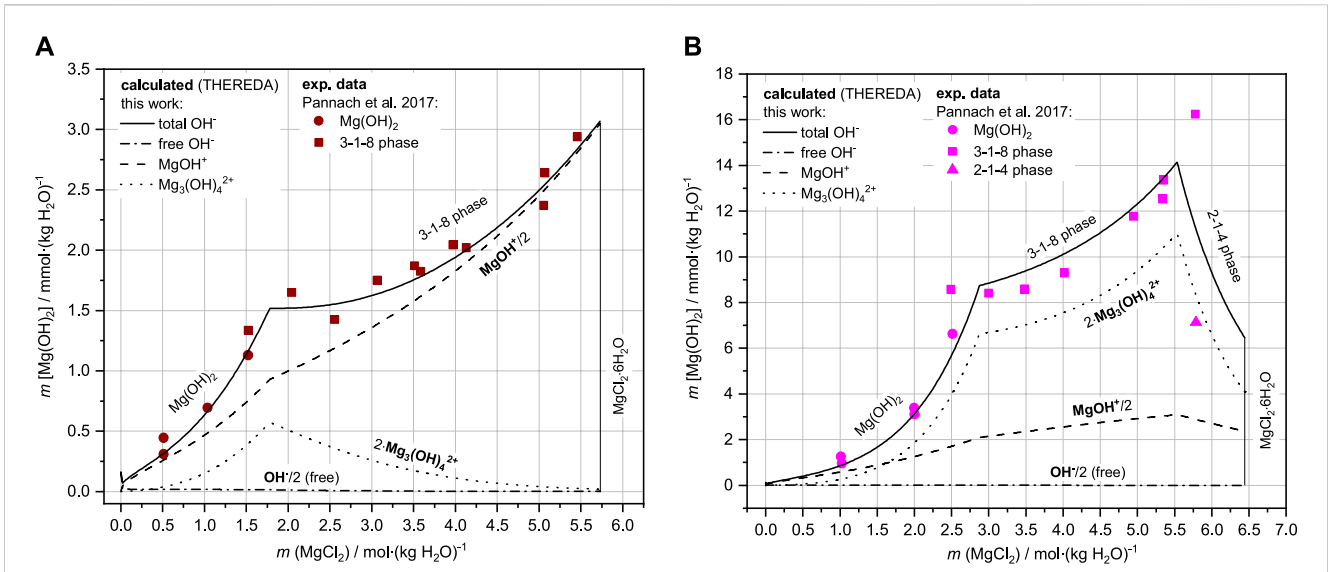 A
calculated (THEREDA)
this work:
total OH⁻
free OH⁻
MgOH⁺
Mg₃(OH)₄²⁺
exp. data
Pannach et al. 2017:
Mg(OH)₂
3-1-8 phase
3.5
3.0
2.5
2.0
1.5
1.0
0.5
0.0
m [Mg(OH)₂] / mmol·(kg H₂O)⁻¹
Mg(OH)₂
3-1-8 phase
MgOH⁺/2
2·Mg₃(OH)₄²⁺
OH⁻/2 (free)
MgCl₂·6H₂O
0.0 0.5 1.0 1.5 2.0 2.5 3.0 3.5 4.0 4.5 5.0 5.5 6.0
m (MgCl₂) / mol·(kg H₂O)⁻¹
B
calculated (THEREDA)
this work:
total OH⁻
free OH⁻
MgOH⁺
Mg₃(OH)₄²⁺
exp. data
Pannach et al. 2017:
Mg(OH)₂
3-1-8 phase
2-1-4 phase
18
16
14
12
10
8
6
4
2
0
m [Mg(OH)₂] / mmol·(kg H₂O)⁻¹
Mg(OH)₂
3-1-8 phase
2-1-4 phase
2·Mg₃(OH)₄²⁺
MgOH⁺/2
OH⁻/2 (free)
MgCl₂·6H₂O
0.0 0.5 1.0 1.5 2.0 2.5 3.0 3.5 4.0 4.5 5.0 5.5 6.0 6.5 7.0
m (MgCl₂) / mol·(kg H₂O)⁻¹